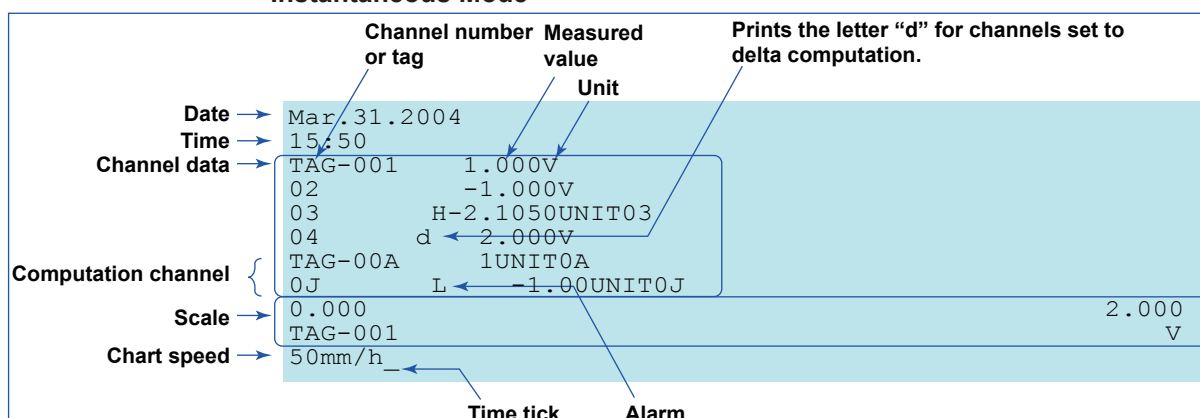 Instantaneous Mode
Channel number or tag
Measured value
Prints the letter “d” for channels set to delta computation.
Unit
Date
Mar.31.2004
Time
15:50
Channel data
TAG-001 1.000V
02 -1.000V
03 H-2.1050UNIT03
04 d 2.000V
Computation channel
TAG-00A 1UNIT0A
0J L -1.00UNIT0J
Scale
0.000 2.000
TAG-001 V
Chart speed
50mm/h_
Time tick
Alarm